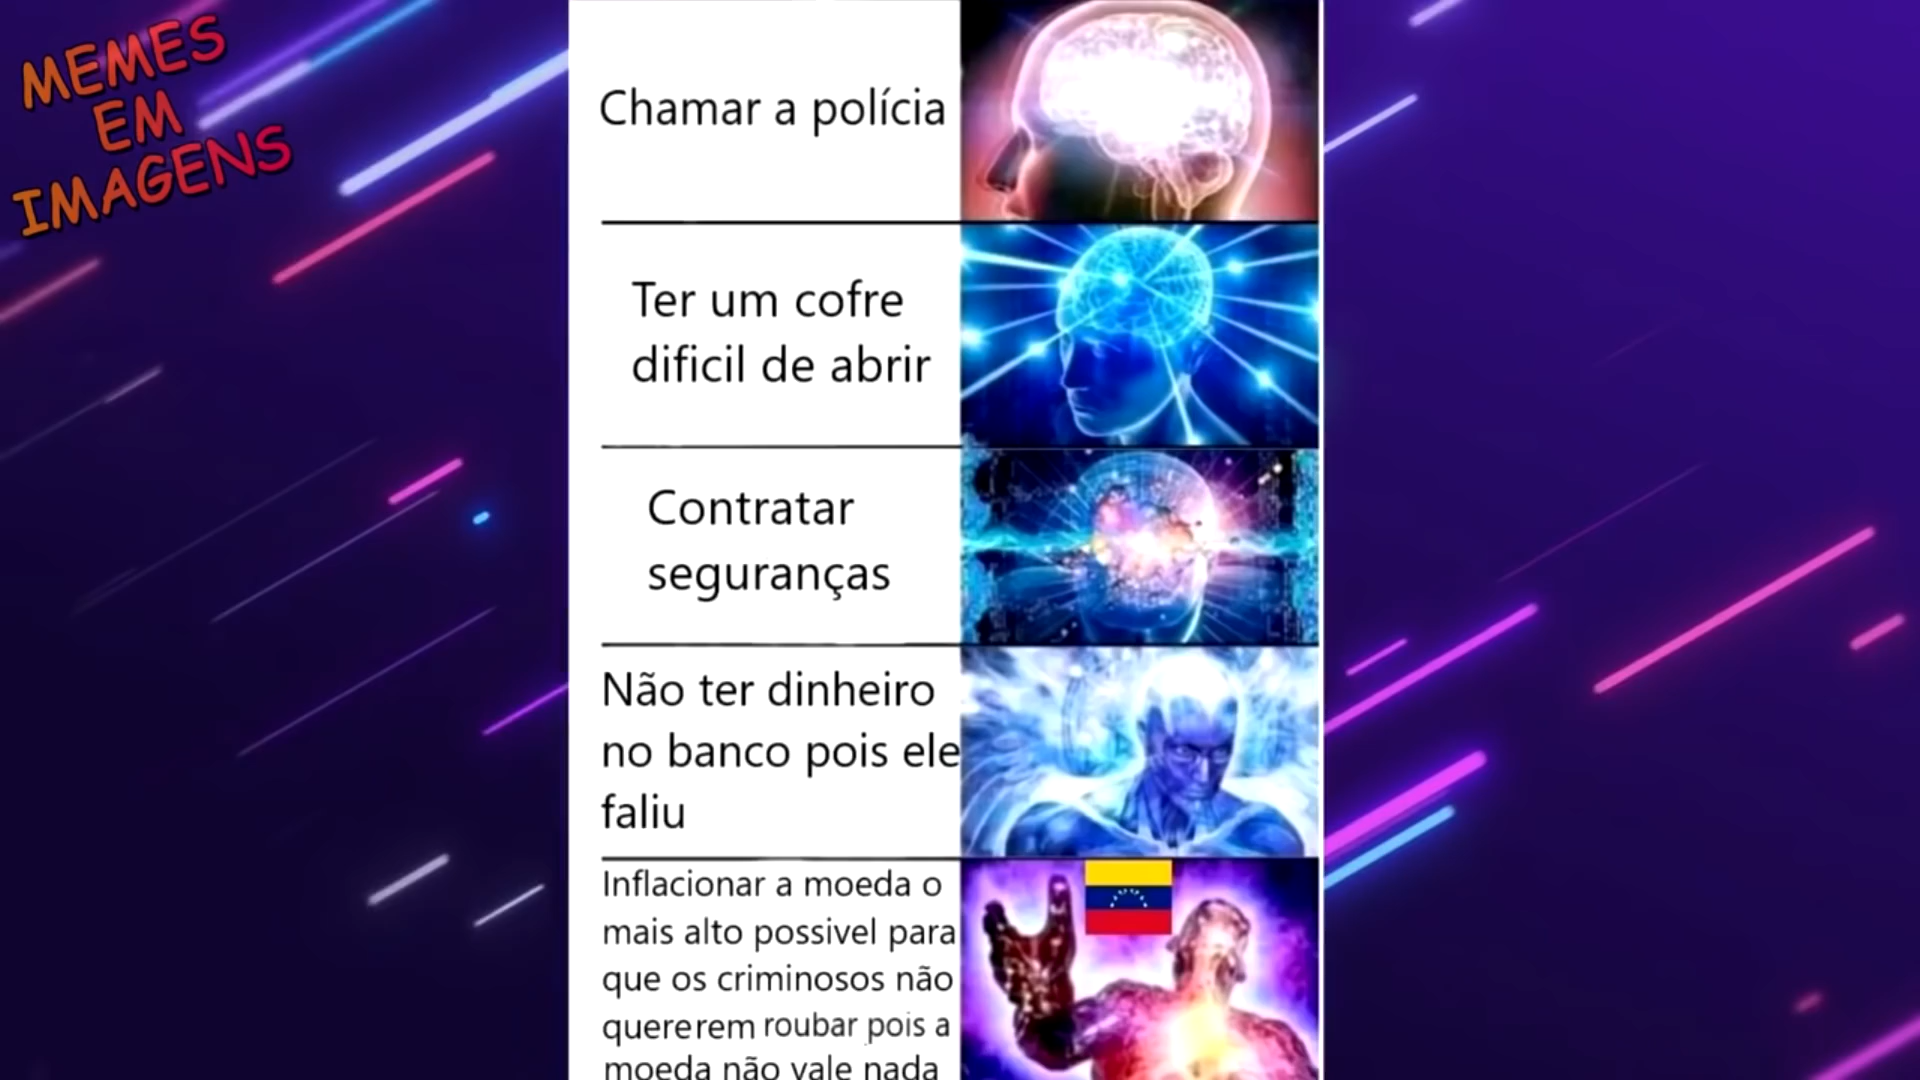 MEMES
EM
IMAGENS
Chamar a polícia
Ter um cofre
dificil de abrir
Contratar
seguranças
Não ter dinheiro
no banco pois ele
faliu
Inflacionar a moeda o
mais alto possivel para
que os criminosos não
quererem roubar pois a
moeda não vale nada